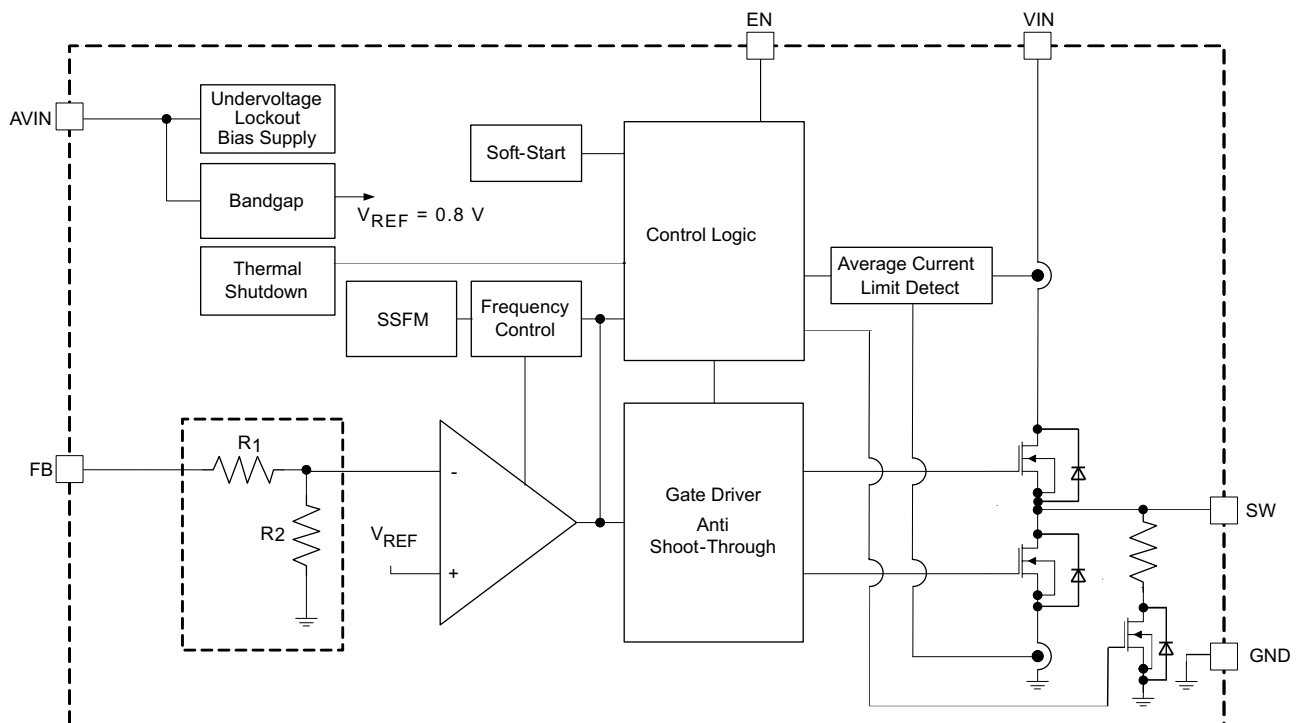 EN
VIN
AVIN
Undervoltage
Lockout
Bias Supply
Soft-Start
Bandgap
VREF = 0.8 V
Control Logic
Thermal
Shutdown
Average Current
Limit Detect
SSFM
Frequency
Control
FB
R1
R2
-
VREF
+
Gate Driver
Anti
Shoot-Through
SW
GND